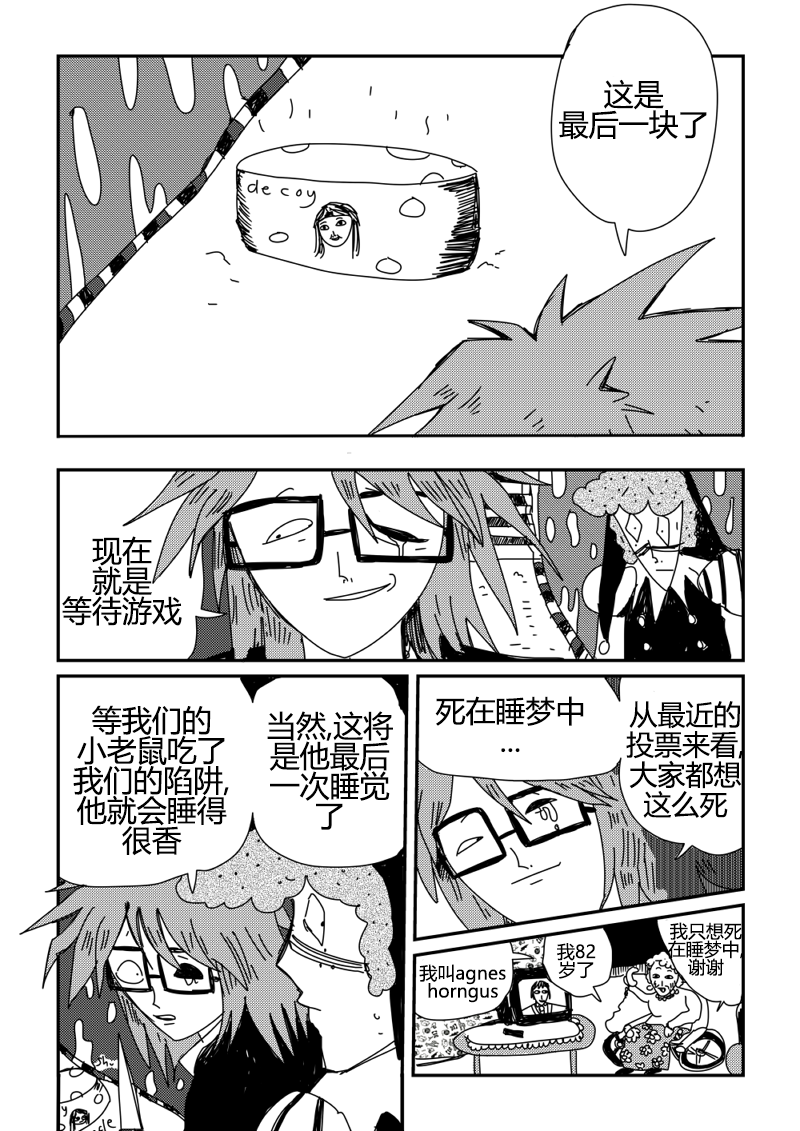 这是
最后一块了
decoy
现在
就是
等待游戏
等我们的
小老鼠吃了
我们的陷阱,
他就会睡得
很香
当然,这将
是他最后
一次睡觉
了
死在睡梦中
...
从最近的
投票来看,
大家都想
这么死
我叫agnes
horngus
我82
岁了
我只想死
在睡梦中,
谢谢